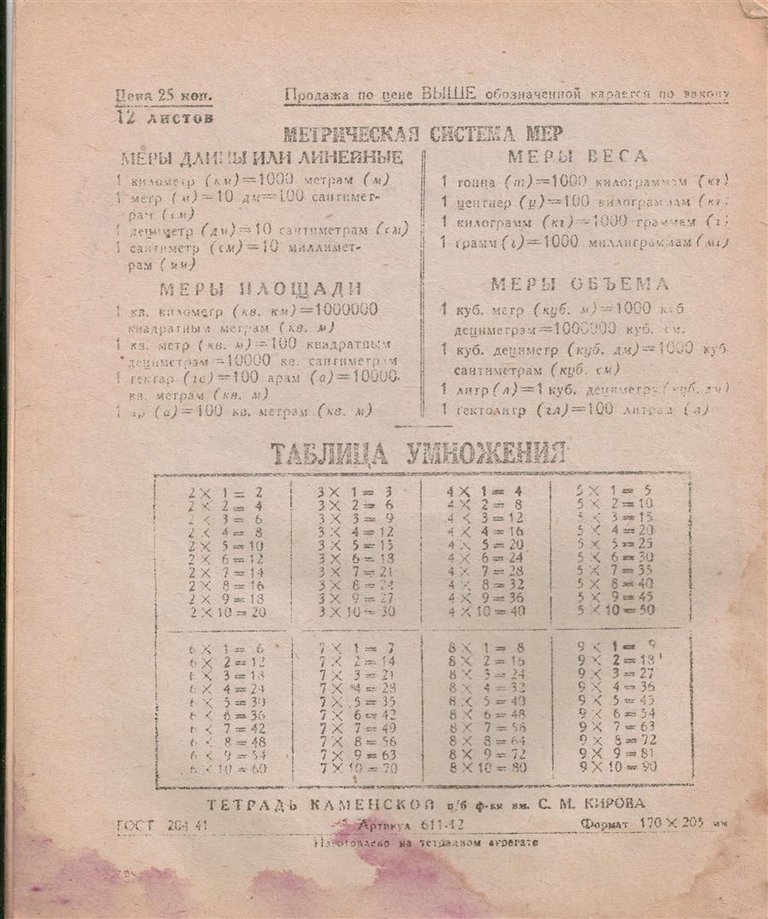 Цена 25 коп.
Продажа по цене ВЫШЕ обозначенной карается по закону
12 листов
МЕТРИЧЕСКАЯ СИСТЕМА МЕР
МЕРЫ ДЛИНЫ ИЛИ ЛИНЕЙНЫЕ
1 километр (км)=1000 метрам (м)
1 метр (м)=10 дм=100 сантимет-
рам (см)
1 дециметр (дм)=10 сантиметрам (см)
1 сантиметр (см)=10 миллимет-
рам (мм)
МЕРЫ ПЛОЩАДИ
1 кв. километр (кв. км)=1000000
квадратным метрам (кв. м)
1 кв. метр (кв. м)=100 квадратным
дециметрам=10000 кв. сантиметрам
1 гектар (га)=100 арам (а)=10000
кв. метрам (кв. м)
1 ар (а)=100 кв. метрам (кв. м)
МЕРЫ ВЕСА
1 тонна (т)=1000 килограммам (кг)
1 центнер (ц)=100 килограммам (кг)
1 килограмм (кг)=1000 граммам (г)
1 грамм (г)=1000 миллиграммам (мг)
МЕРЫ ОБЪЕМА
1 куб. метр (куб. м)=1000 куб
дециметрам=1000000 куб. см.
1 куб. дециметр (куб. дм)=1000 куб
сантиметрам (куб. см)
1 литр (л)=1 куб. дециметру (куб. дм)
1 гектолитр (гл)=100 литрам (л)
ТАБЛИЦА УМНОЖЕНИЯ
2 × 1 = 2
2 × 2 = 4
2 × 3 = 6
2 × 4 = 8
2 × 5 = 10
2 × 6 = 12
2 × 7 = 14
2 × 8 = 16
2 × 9 = 18
2 × 10 = 20
3 × 1 = 3
3 × 2 = 6
3 × 3 = 9
3 × 4 = 12
3 × 5 = 15
3 × 6 = 18
3 × 7 = 21
3 × 8 = 24
3 × 9 = 27
3 × 10 = 30
4 × 1 = 4
4 × 2 = 8
4 × 3 = 12
4 × 4 = 16
4 × 5 = 20
4 × 6 = 24
4 × 7 = 28
4 × 8 = 32
4 × 9 = 36
4 × 10 = 40
5 × 1 = 5
5 × 2 = 10
5 × 3 = 15
5 × 4 = 20
5 × 5 = 25
5 × 6 = 30
5 × 7 = 35
5 × 8 = 40
5 × 9 = 45
5 × 10 = 50
6 × 1 = 6
6 × 2 = 12
6 × 3 = 18
6 × 4 = 24
6 × 5 = 30
6 × 6 = 36
6 × 7 = 42
6 × 8 = 48
6 × 9 = 54
6 × 10 = 60
7 × 1 = 7
7 × 2 = 14
7 × 3 = 21
7 × 4 = 28
7 × 5 = 35
7 × 6 = 42
7 × 7 = 49
7 × 8 = 56
7 × 9 = 63
7 × 10 = 70
8 × 1 = 8
8 × 2 = 16
8 × 3 = 24
8 × 4 = 32
8 × 5 = 40
8 × 6 = 48
8 × 7 = 56
8 × 8 = 64
8 × 9 = 72
8 × 10 = 80
9 × 1 = 9
9 × 2 = 18
9 × 3 = 27
9 × 4 = 36
9 × 5 = 45
9 × 6 = 54
9 × 7 = 63
9 × 8 = 72
9 × 9 = 81
9 × 10 = 90
ТЕТРАДЬ КАМЕНСКОЙ п/б ф-ки им. С. М. КИРОВА
ГОСТ 204-41
Артикул 611-12
Формат 170 × 205 мм
Изготовлено на тетрадном агрегате